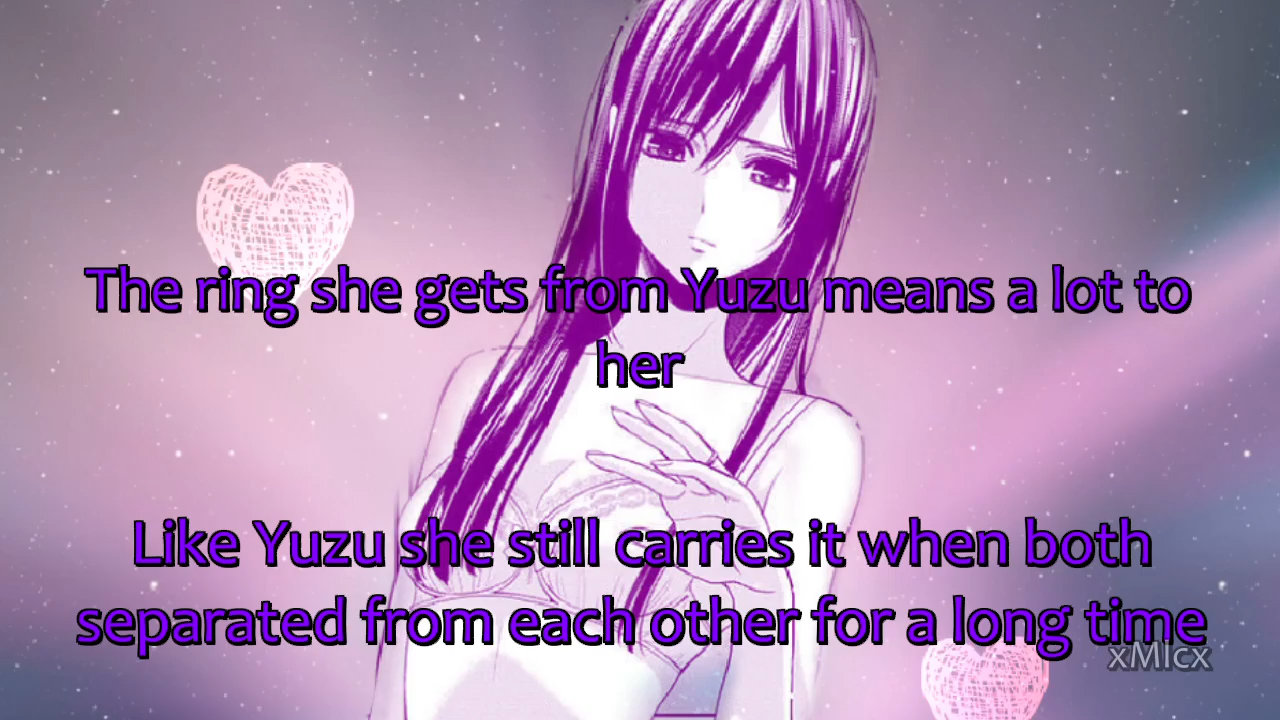 The ring she gets from Yuzu means a lot to
her
Like Yuzu she still carries it when both
separated from each other for a long time
xMIcx